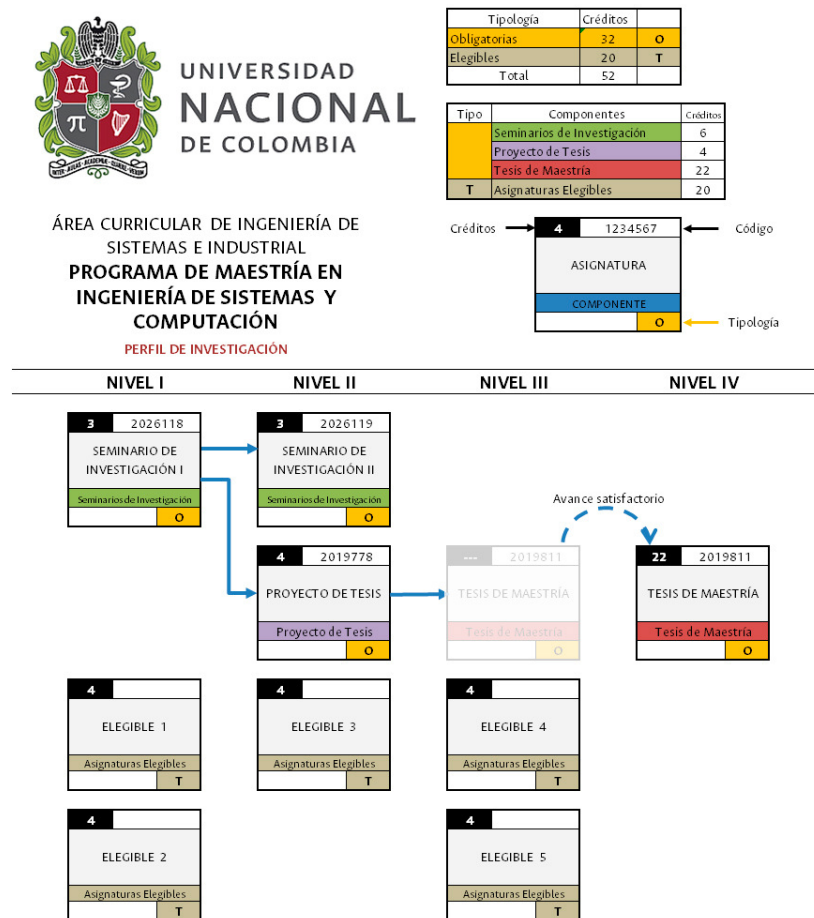 UNIVERSIDAD
NACIONAL
DE COLOMBIA
INTER · AULAS · ACADEMIÆ · QUÆRE · VERUM
Tipología Créditos
Obligatorias 32 O
Elegibles 20 T
Total 52
Tipo Componentes Créditos
Seminarios de Investigación 6
Proyecto de Tesis 4
Tesis de Maestría 22
T Asignaturas Elegibles 20
Créditos 4 1234567 Código
ASIGNATURA
COMPONENTE
O Tipología
ÁREA CURRICULAR DE INGENIERÍA DE
SISTEMAS E INDUSTRIAL
PROGRAMA DE MAESTRÍA EN
INGENIERÍA DE SISTEMAS Y
COMPUTACIÓN
PERFIL DE INVESTIGACIÓN
NIVEL I NIVEL II NIVEL III NIVEL IV
3 2026118
SEMINARIO DE
INVESTIGACIÓN I
Seminarios de Investigación
O
3 2026119
SEMINARIO DE
INVESTIGACIÓN II
Seminarios de Investigación
O
Avance satisfactorio
4 2019778
PROYECTO DE TESIS
Proyecto de Tesis
O
--- 2019811
TESIS DE MAESTRÍA
Tesis de Maestría
O
22 2019811
TESIS DE MAESTRÍA
Tesis de Maestría
O
4
ELEGIBLE 1
Asignaturas Elegibles
T
4
ELEGIBLE 3
Asignaturas Elegibles
T
4
ELEGIBLE 4
Asignaturas Elegibles
T
4
ELEGIBLE 2
Asignaturas Elegibles
T
4
ELEGIBLE 5
Asignaturas Elegibles
T